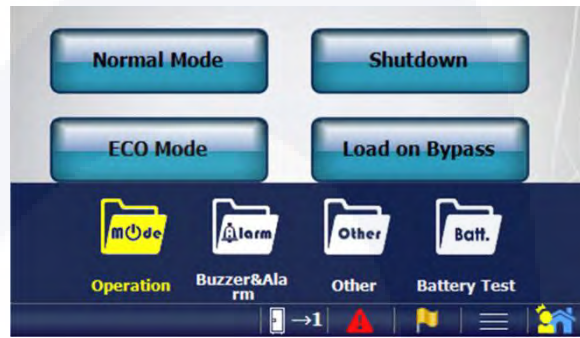 Normal Mode
Shutdown
ECO Mode
Load on Bypass
Mode
Alarm
Other
Batt.
Operation
Buzzer&Ala
rm
Other
Battery Test
→1